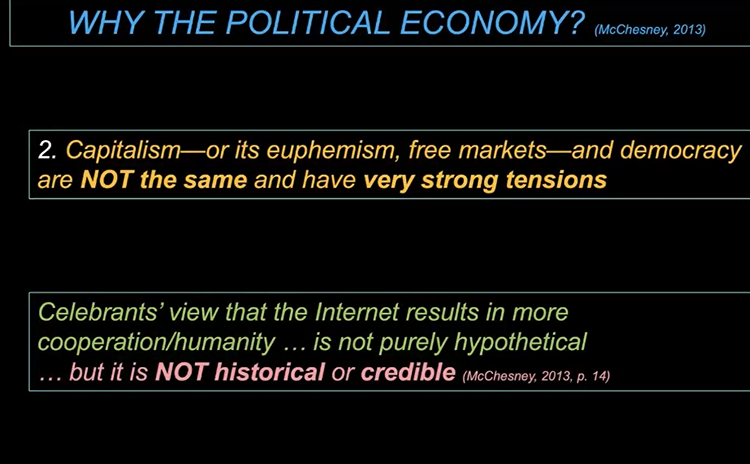 WHY THE POLITICAL ECONOMY? (McChesney, 2013)
2. Capitalism—or its euphemism, free markets—and democracy
are NOT the same and have very strong tensions
Celebrants’ view that the Internet results in more
cooperation/humanity … is not purely hypothetical
… but it is NOT historical or credible (McChesney, 2013, p. 14)